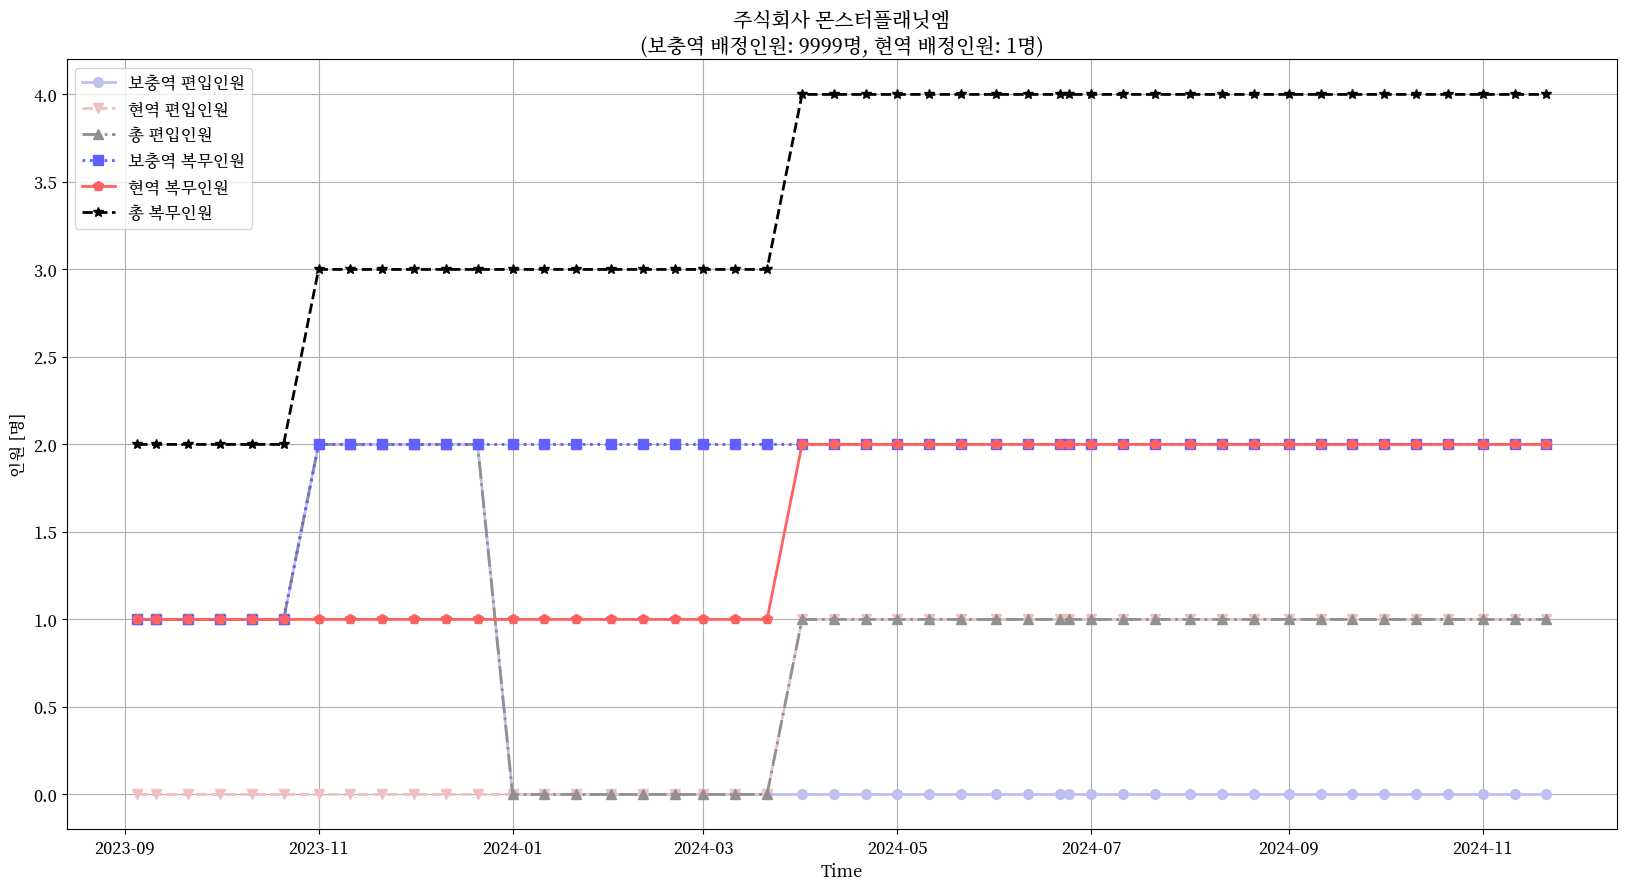 주식회사 몬스터플래닛엠
(보충역 배정인원: 9999명, 현역 배정인원: 1명)
보충역 편입인원
현역 편입인원
총 편입인원
보충역 복무인원
현역 복무인원
총 복무인원
4.0
3.5
3.0
2.5
2.0
1.5
1.0
0.5
0.0
인원 [명]
2023-09
2023-11
2024-01
2024-03
2024-05
2024-07
2024-09
2024-11
Time